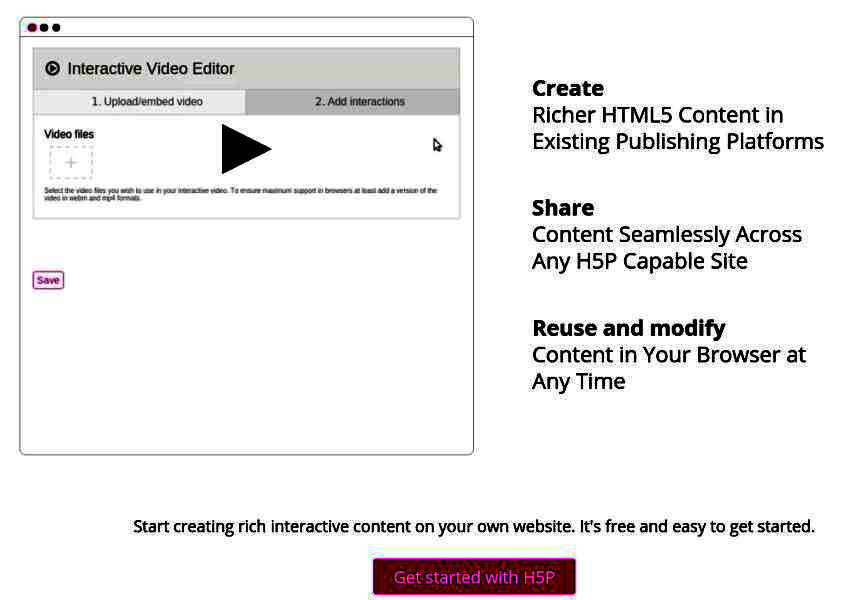 Interactive Video Editor
1. Upload/embed video
2. Add interactions
Video files
Select the video files you wish to use in your interactive video. To ensure maximum support in browsers at least add a version of the
video in webm and mp4 formats.
Save
Create
Richer HTML5 Content in
Existing Publishing Platforms
Share
Content Seamlessly Across
Any H5P Capable Site
Reuse and modify
Content in Your Browser at
Any Time
Start creating rich interactive content on your own website. It's free and easy to get started.
Get started with H5P